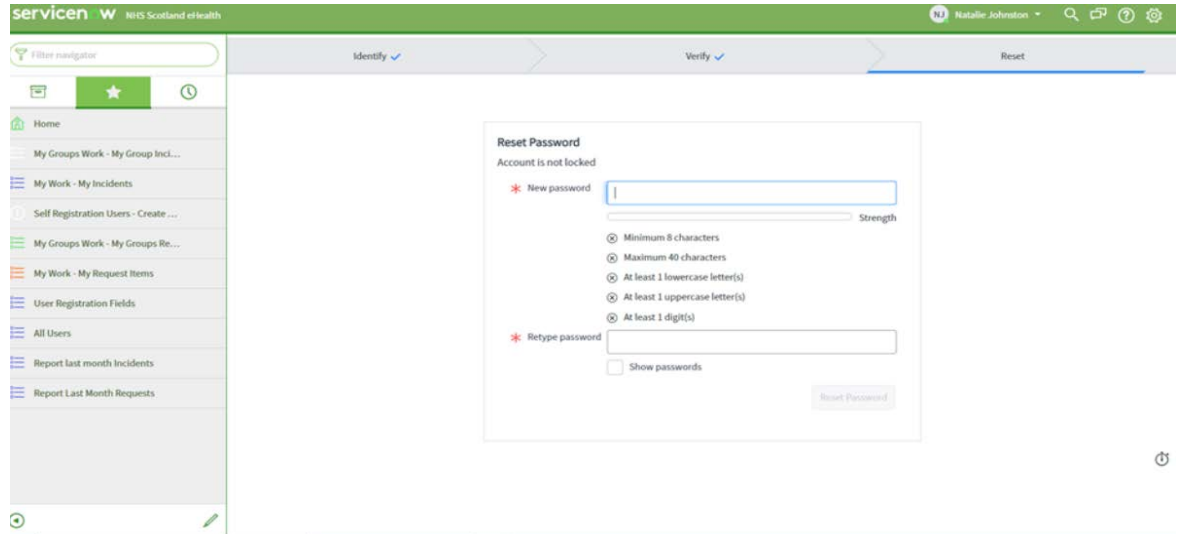 servicenow NHS Scotland eHealth
NJ Natalie Johnston
Filter navigator
Identify
Verify
Reset
Home
My Groups Work - My Group Inci...
My Work - My Incidents
Self Registration Users - Create ...
My Groups Work - My Groups Re...
My Work - My Request Items
User Registration Fields
All Users
Report last month Incidents
Report Last Month Requests
Reset Password
Account is not locked
New password
Strength
Minimum 8 characters
Maximum 40 characters
At least 1 lowercase letter(s)
At least 1 uppercase letter(s)
At least 1 digit(s)
Retype password
Show passwords
Reset Password